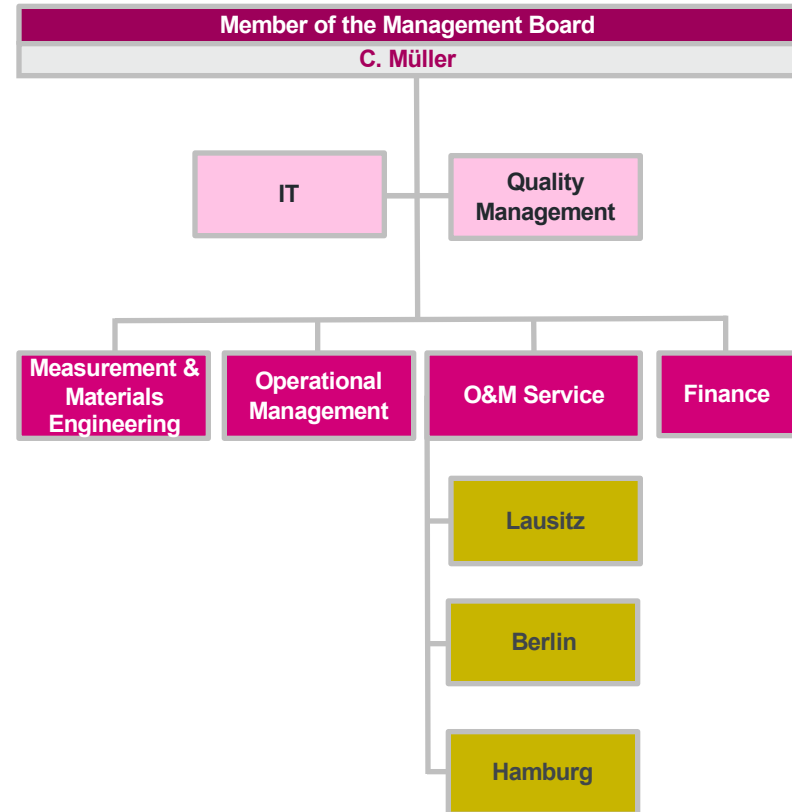 Member of the Management Board
C. Müller
IT
Quality
Management
Measurement &
Materials
Engineering
Operational
Management
O&M Service
Finance
Lausitz
Berlin
Hamburg